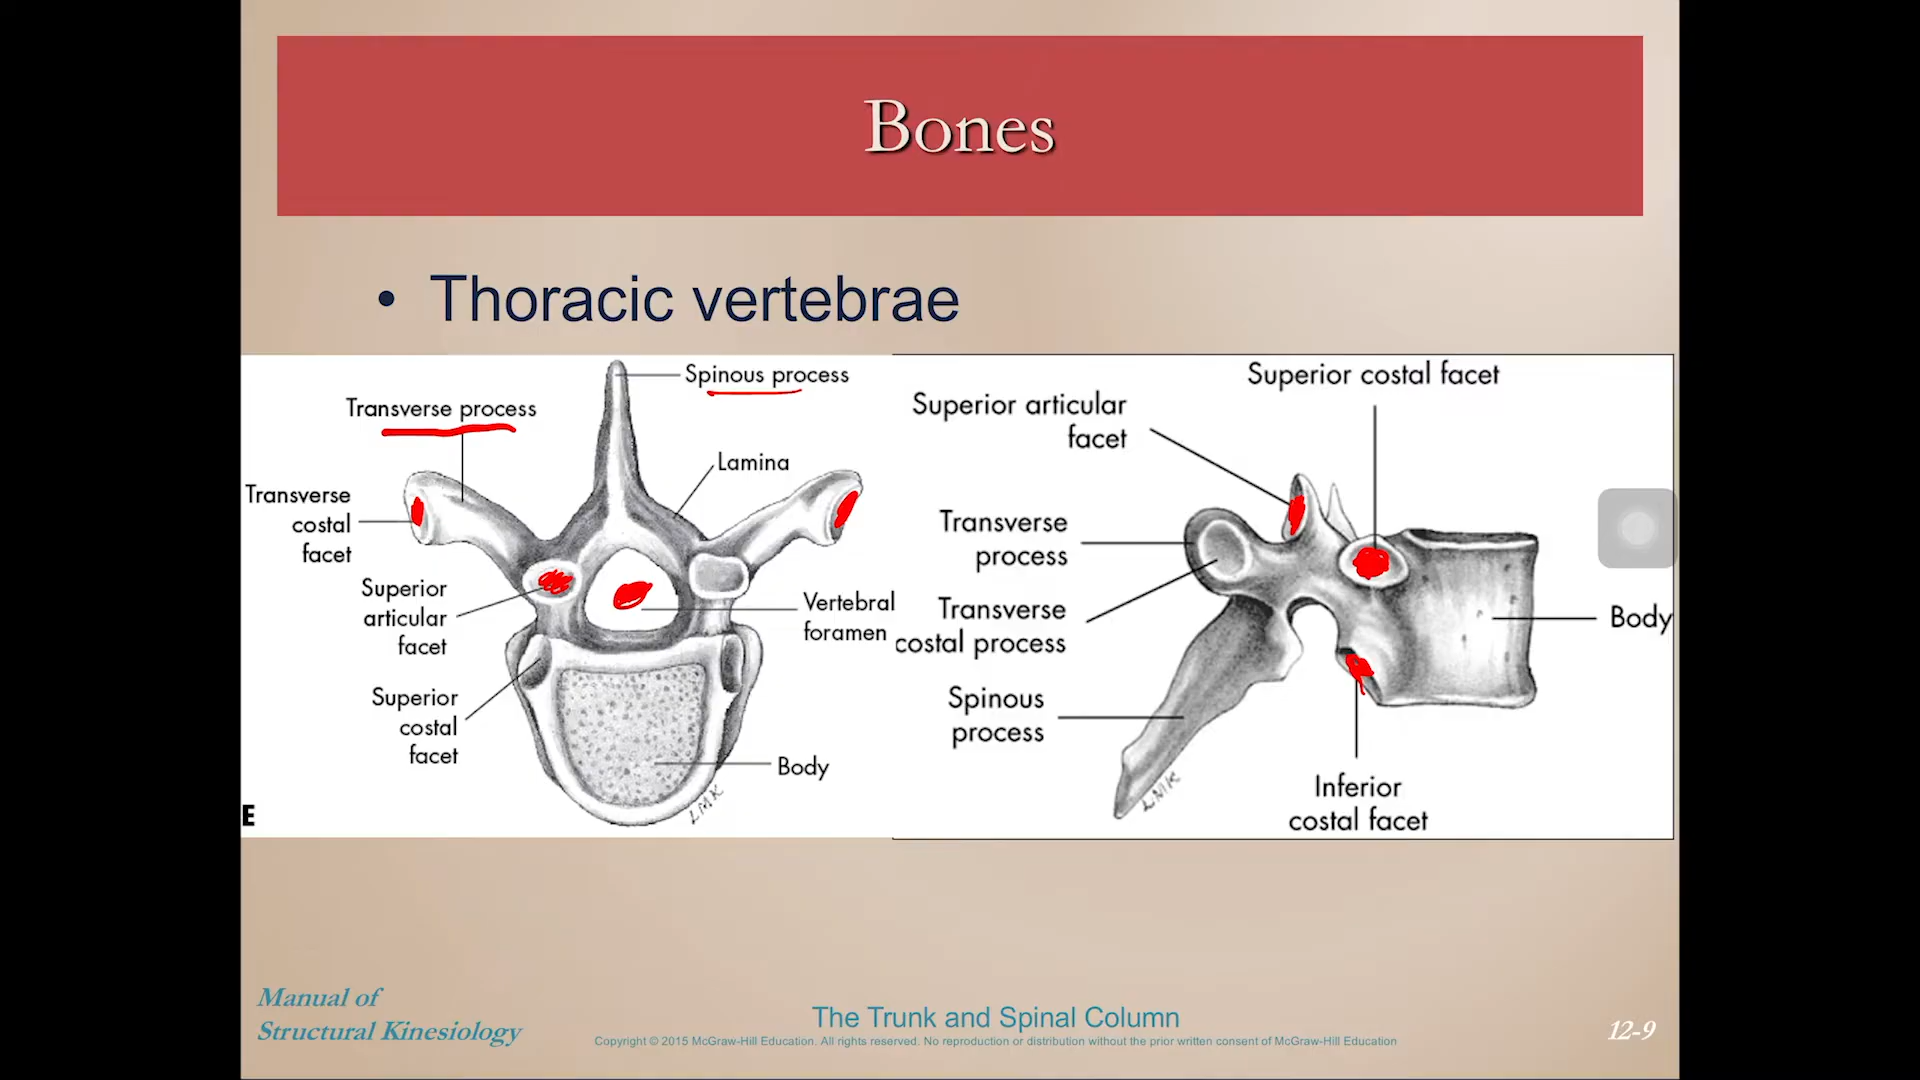 Bones
• Thoracic vertebrae
Spinous process
Transverse process
Lamina
Transverse
costal
facet
Superior
articular
facet
Vertebral
foramen
Superior
costal
facet
Body
LMK
E
Superior costal facet
Superior articular
facet
Transverse
process
Transverse
costal process
Body
Spinous
process
Inferior
costal facet
LMK
Manual of
Structural Kinesiology
The Trunk and Spinal Column
Copyright © 2015 McGraw-Hill Education. All rights reserved. No reproduction or distribution without the prior written consent of McGraw-Hill Education
12-9